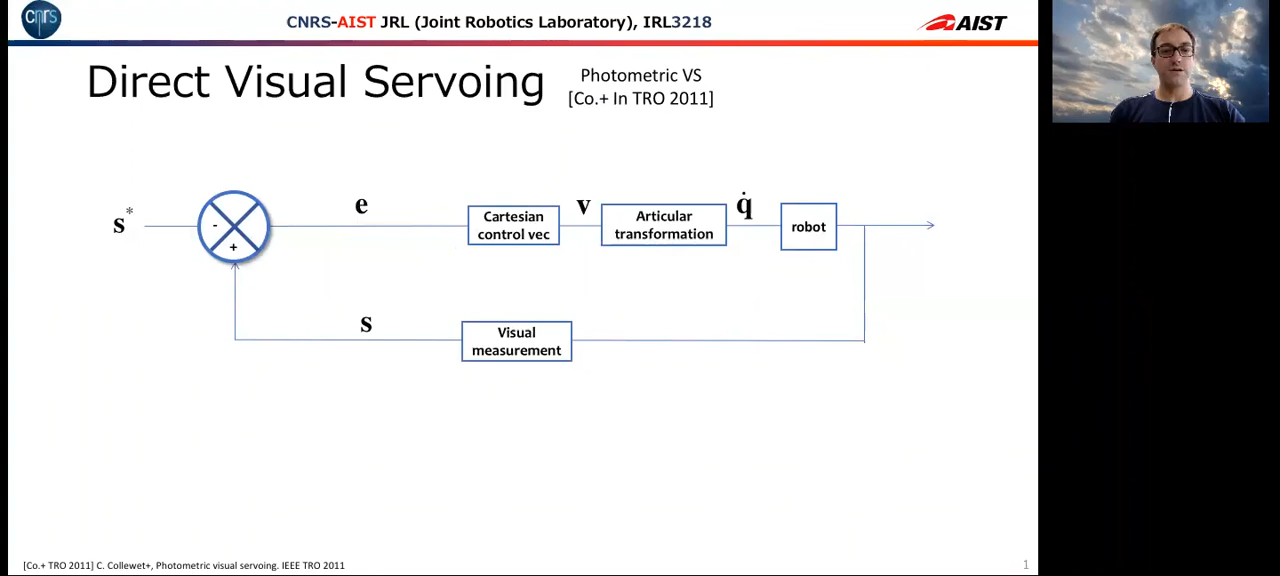 cnrs
CNRS-AIST JRL (Joint Robotics Laboratory), IRL3218
AIST
Direct Visual Servoing
Photometric VS
[Co.+ In TRO 2011]
s*
-
+
e
Cartesian
control vec
v
Articular
transformation
q̇
robot
s
Visual
measurement
[Co.+ TRO 2011] C. Collewet+, Photometric visual servoing. IEEE TRO 2011
1